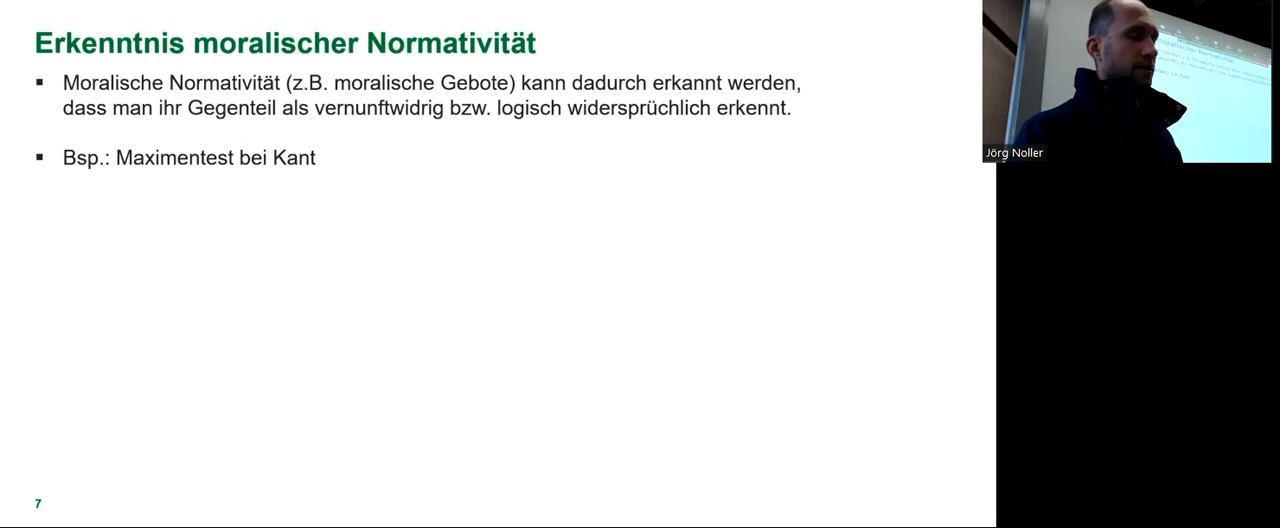 Erkenntnis moralischer Normativität
▪ Moralische Normativität (z.B. moralische Gebote) kann dadurch erkannt werden,
dass man ihr Gegenteil als vernunftwidrig bzw. logisch widersprüchlich erkennt.
▪ Bsp.: Maximentest bei Kant
7
Jörg Noller